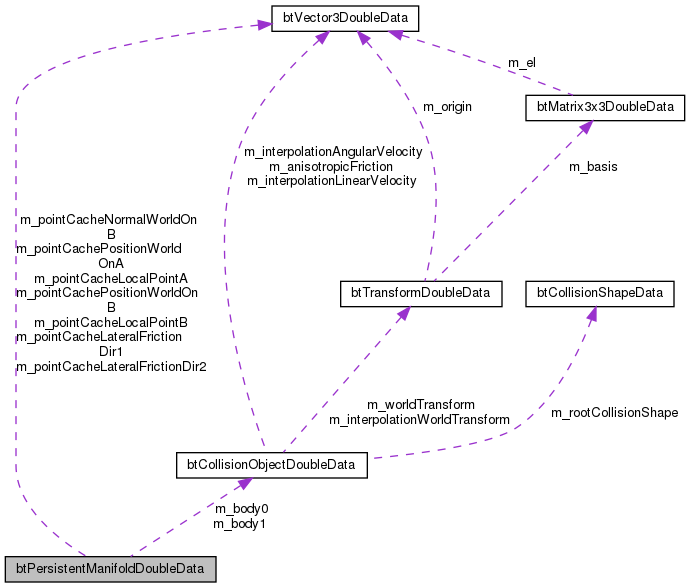 btVector3DoubleData
m_el
btMatrix3x3DoubleData
m_origin
m_interpolationAngularVelocity
m_anisotropicFriction
m_interpolationLinearVelocity
m_basis
m_pointCacheNormalWorldOn
B
m_pointCachePositionWorld
OnA
m_pointCacheLocalPointA
m_pointCachePositionWorldOn
B
m_pointCacheLocalPointB
m_pointCacheLateralFriction
Dir1
m_pointCacheLateralFrictionDir2
btTransformDoubleData
btCollisionShapeData
m_worldTransform
m_interpolationWorldTransform
m_rootCollisionShape
btCollisionObjectDoubleData
m_body0
m_body1
btPersistentManifoldDoubleData